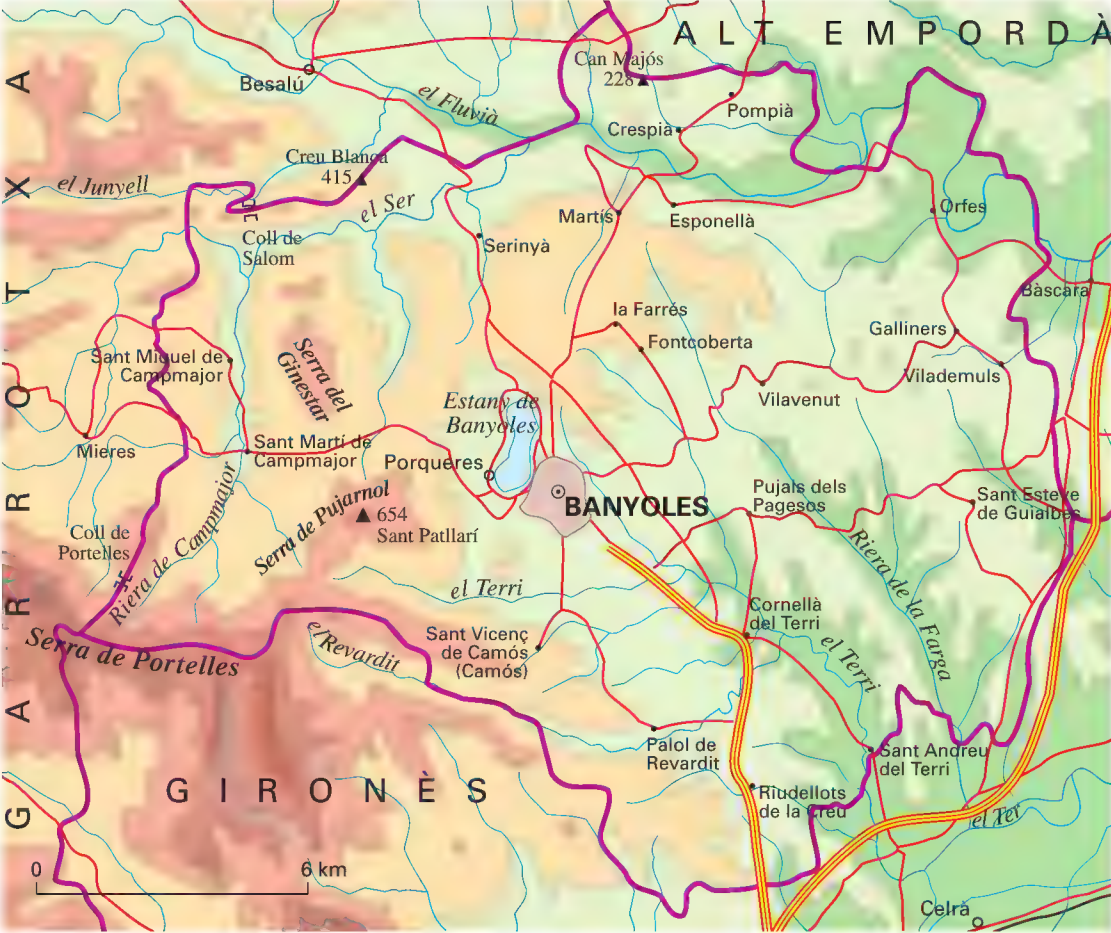 ALT EMPORDÀ
Can Majós
228
Besalú
el Fluvià
Pompià
Crespia
Creu Blanca
415
el Junyell
el Ser
Martís
Esponellà
Orfes
Coll de
Salom
Serinyà
Bàscara
la Farrés
Fontcoberta
Galliners
Sant Miquel de
Campmajor
Serra del
Ginestar
Vilademuls
Estany de
Banyoles
Vilavenut
Mieres
Sant Martí de
Campmajor
Porqueres
BANYOLES
Pujals dels
Pagesos
Sant Esteve
de Guialbes
Serra de Pujarnol
654
Sant Patllarí
Coll de
Portelles
Riera de Campmajor
Riera de la Farga
el Terri
Cornellà
del Terri
Sant Vicenç
de Camós
(Camós)
el Revardit
el Terri
Serra de Portelles
Palol de
Revardit
Sant Andreu
del Terri
GIRONÈS
Riudellots
de la Creu
el Ter
0 6 km
Celrà
GARROTXA